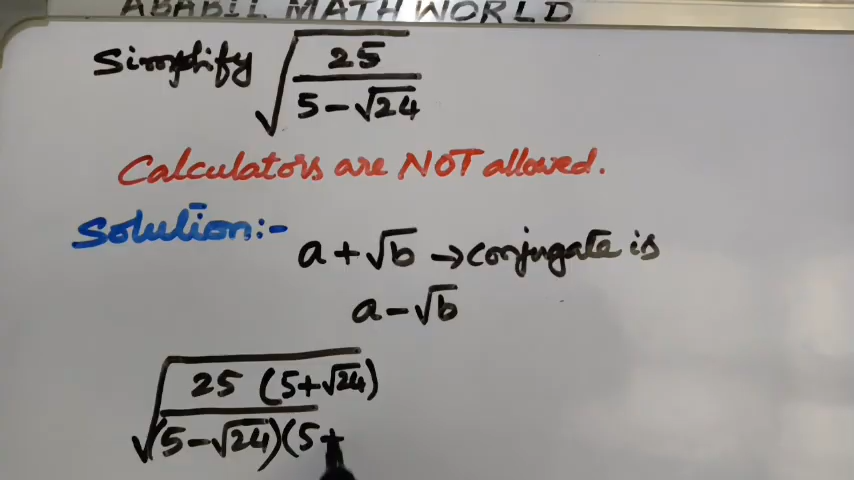 ABABIL MATH WORLD
Simplify √(25/(5-√24))
Calculators are NOT allowed.
Solution:-
a+√b → conjugate is
a-√b
√(25 (5+√24)/(5-√24)(5+